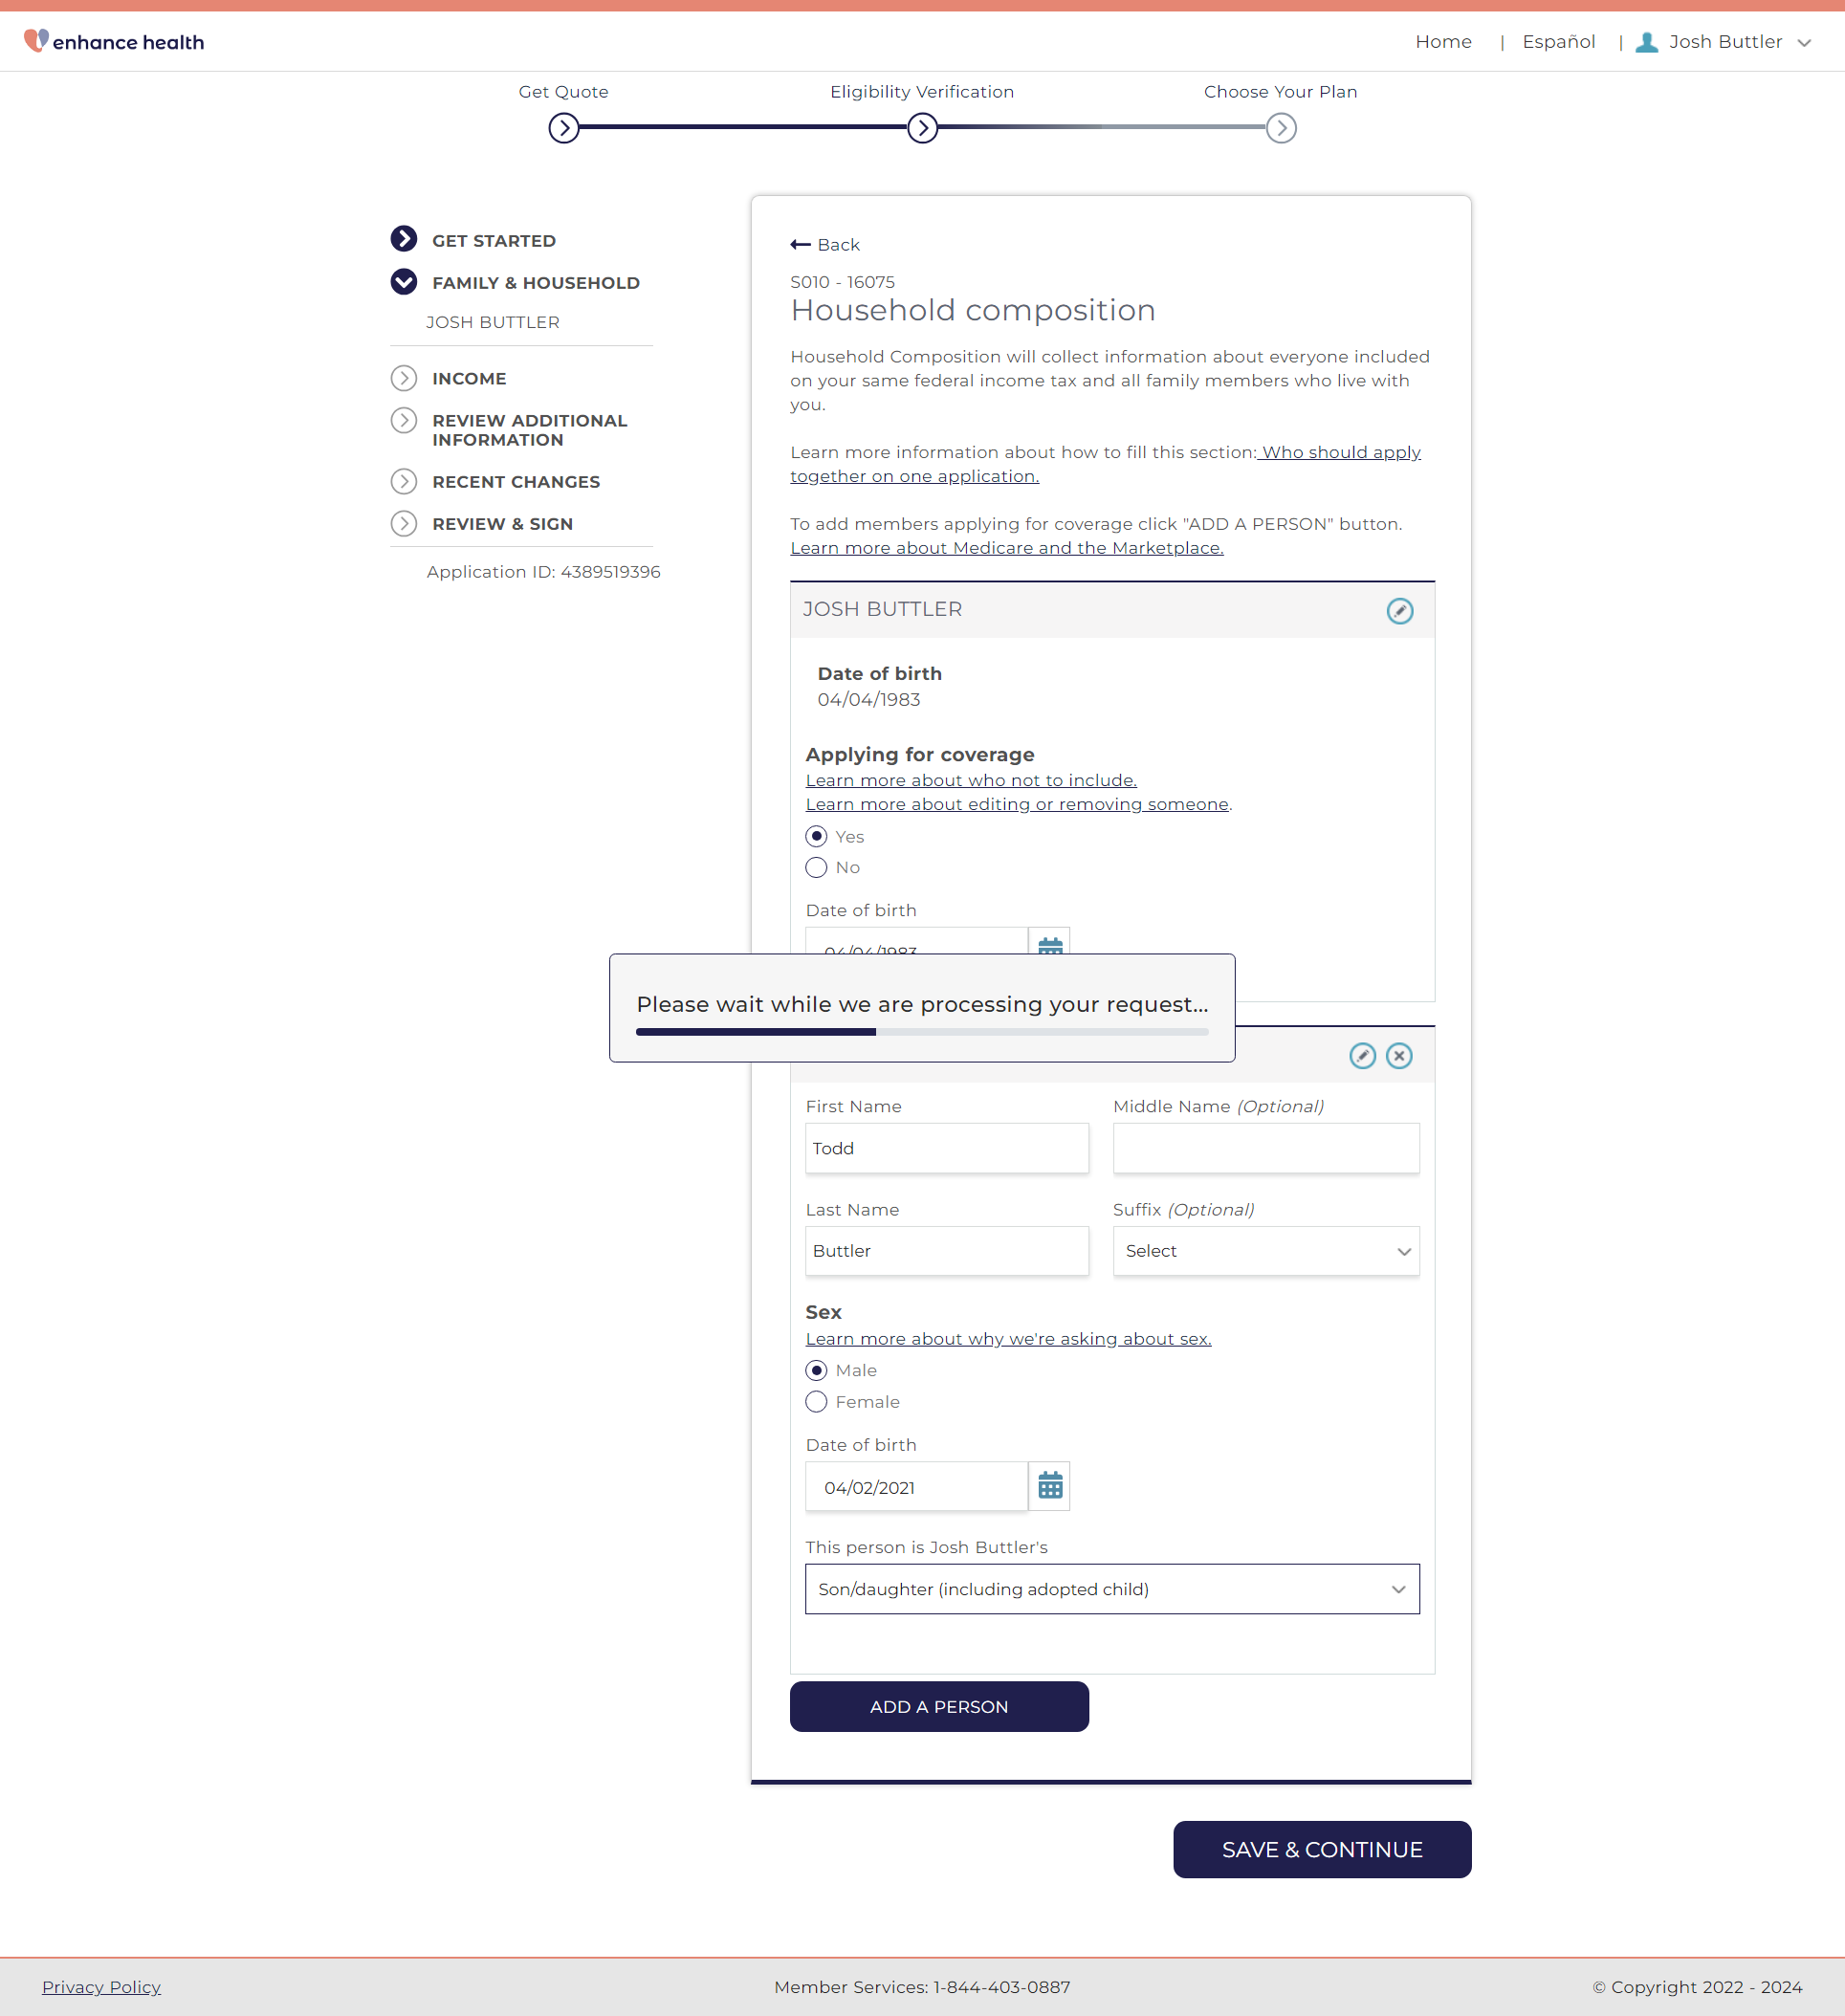 enhance health
Home | Español | Josh Buttler
Get Quote
Eligibility Verification
Choose Your Plan
GET STARTED
FAMILY & HOUSEHOLD
JOSH BUTTLER
INCOME
REVIEW ADDITIONAL
INFORMATION
RECENT CHANGES
REVIEW & SIGN
Application ID: 4389519396
Back
S010 - 16075
Household composition
Household Composition will collect information about everyone included
on your same federal income tax and all family members who live with
you.
Learn more information about how to fill this section: Who should apply
together on one application.
To add members applying for coverage click "ADD A PERSON" button.
Learn more about Medicare and the Marketplace.
JOSH BUTTLER
Date of birth
04/04/1983
Applying for coverage
Learn more about who not to include.
Learn more about editing or removing someone.
Yes
No
Date of birth
04/04/1983
Please wait while we are processing your request...
First Name
Middle Name (Optional)
Todd
Last Name
Suffix (Optional)
Buttler
Select
Sex
Learn more about why we're asking about sex.
Male
Female
Date of birth
04/02/2021
This person is Josh Buttler's
Son/daughter (including adopted child)
ADD A PERSON
SAVE & CONTINUE
Privacy Policy
Member Services: 1-844-403-0887
© Copyright 2022 - 2024